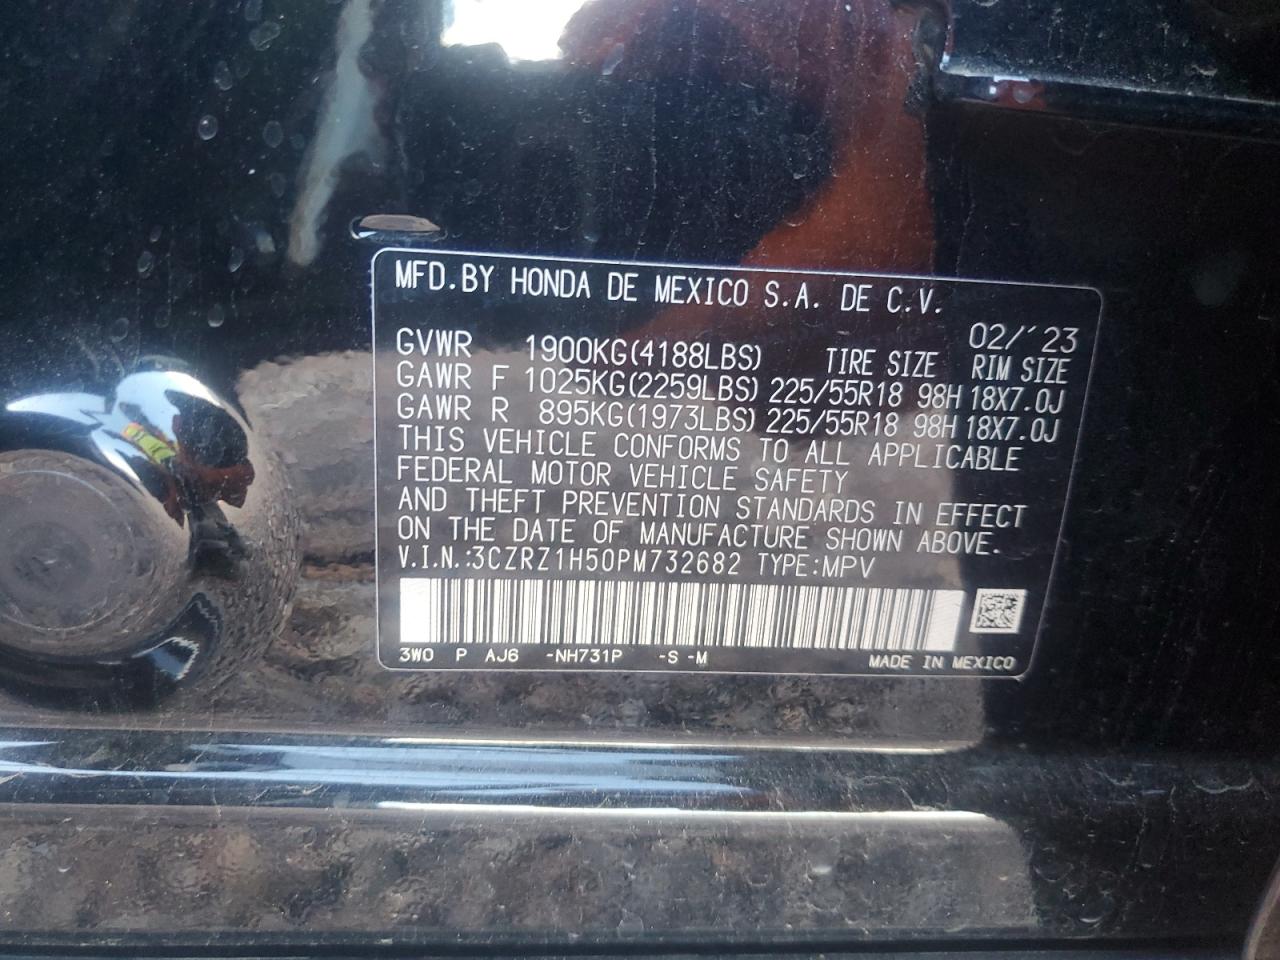 MFD.BY HONDA DE MEXICO S.A. DE C.V.
02/´23
GVWR 1900KG(4188LBS) TIRE SIZE RIM SIZE
GAWR F 1025KG(2259LBS) 225/55R18 98H 18X7.0J
GAWR R 895KG(1973LBS) 225/55R18 98H 18X7.0J
THIS VEHICLE CONFORMS TO ALL APPLICABLE
FEDERAL MOTOR VEHICLE SAFETY
AND THEFT PREVENTION STANDARDS IN EFFECT
ON THE DATE OF MANUFACTURE SHOWN ABOVE.
V.I.N.:3CZRZ1H50PM732682 TYPE:MPV
3W0 P AJ6 -NH731P -S -M MADE IN MEXICO